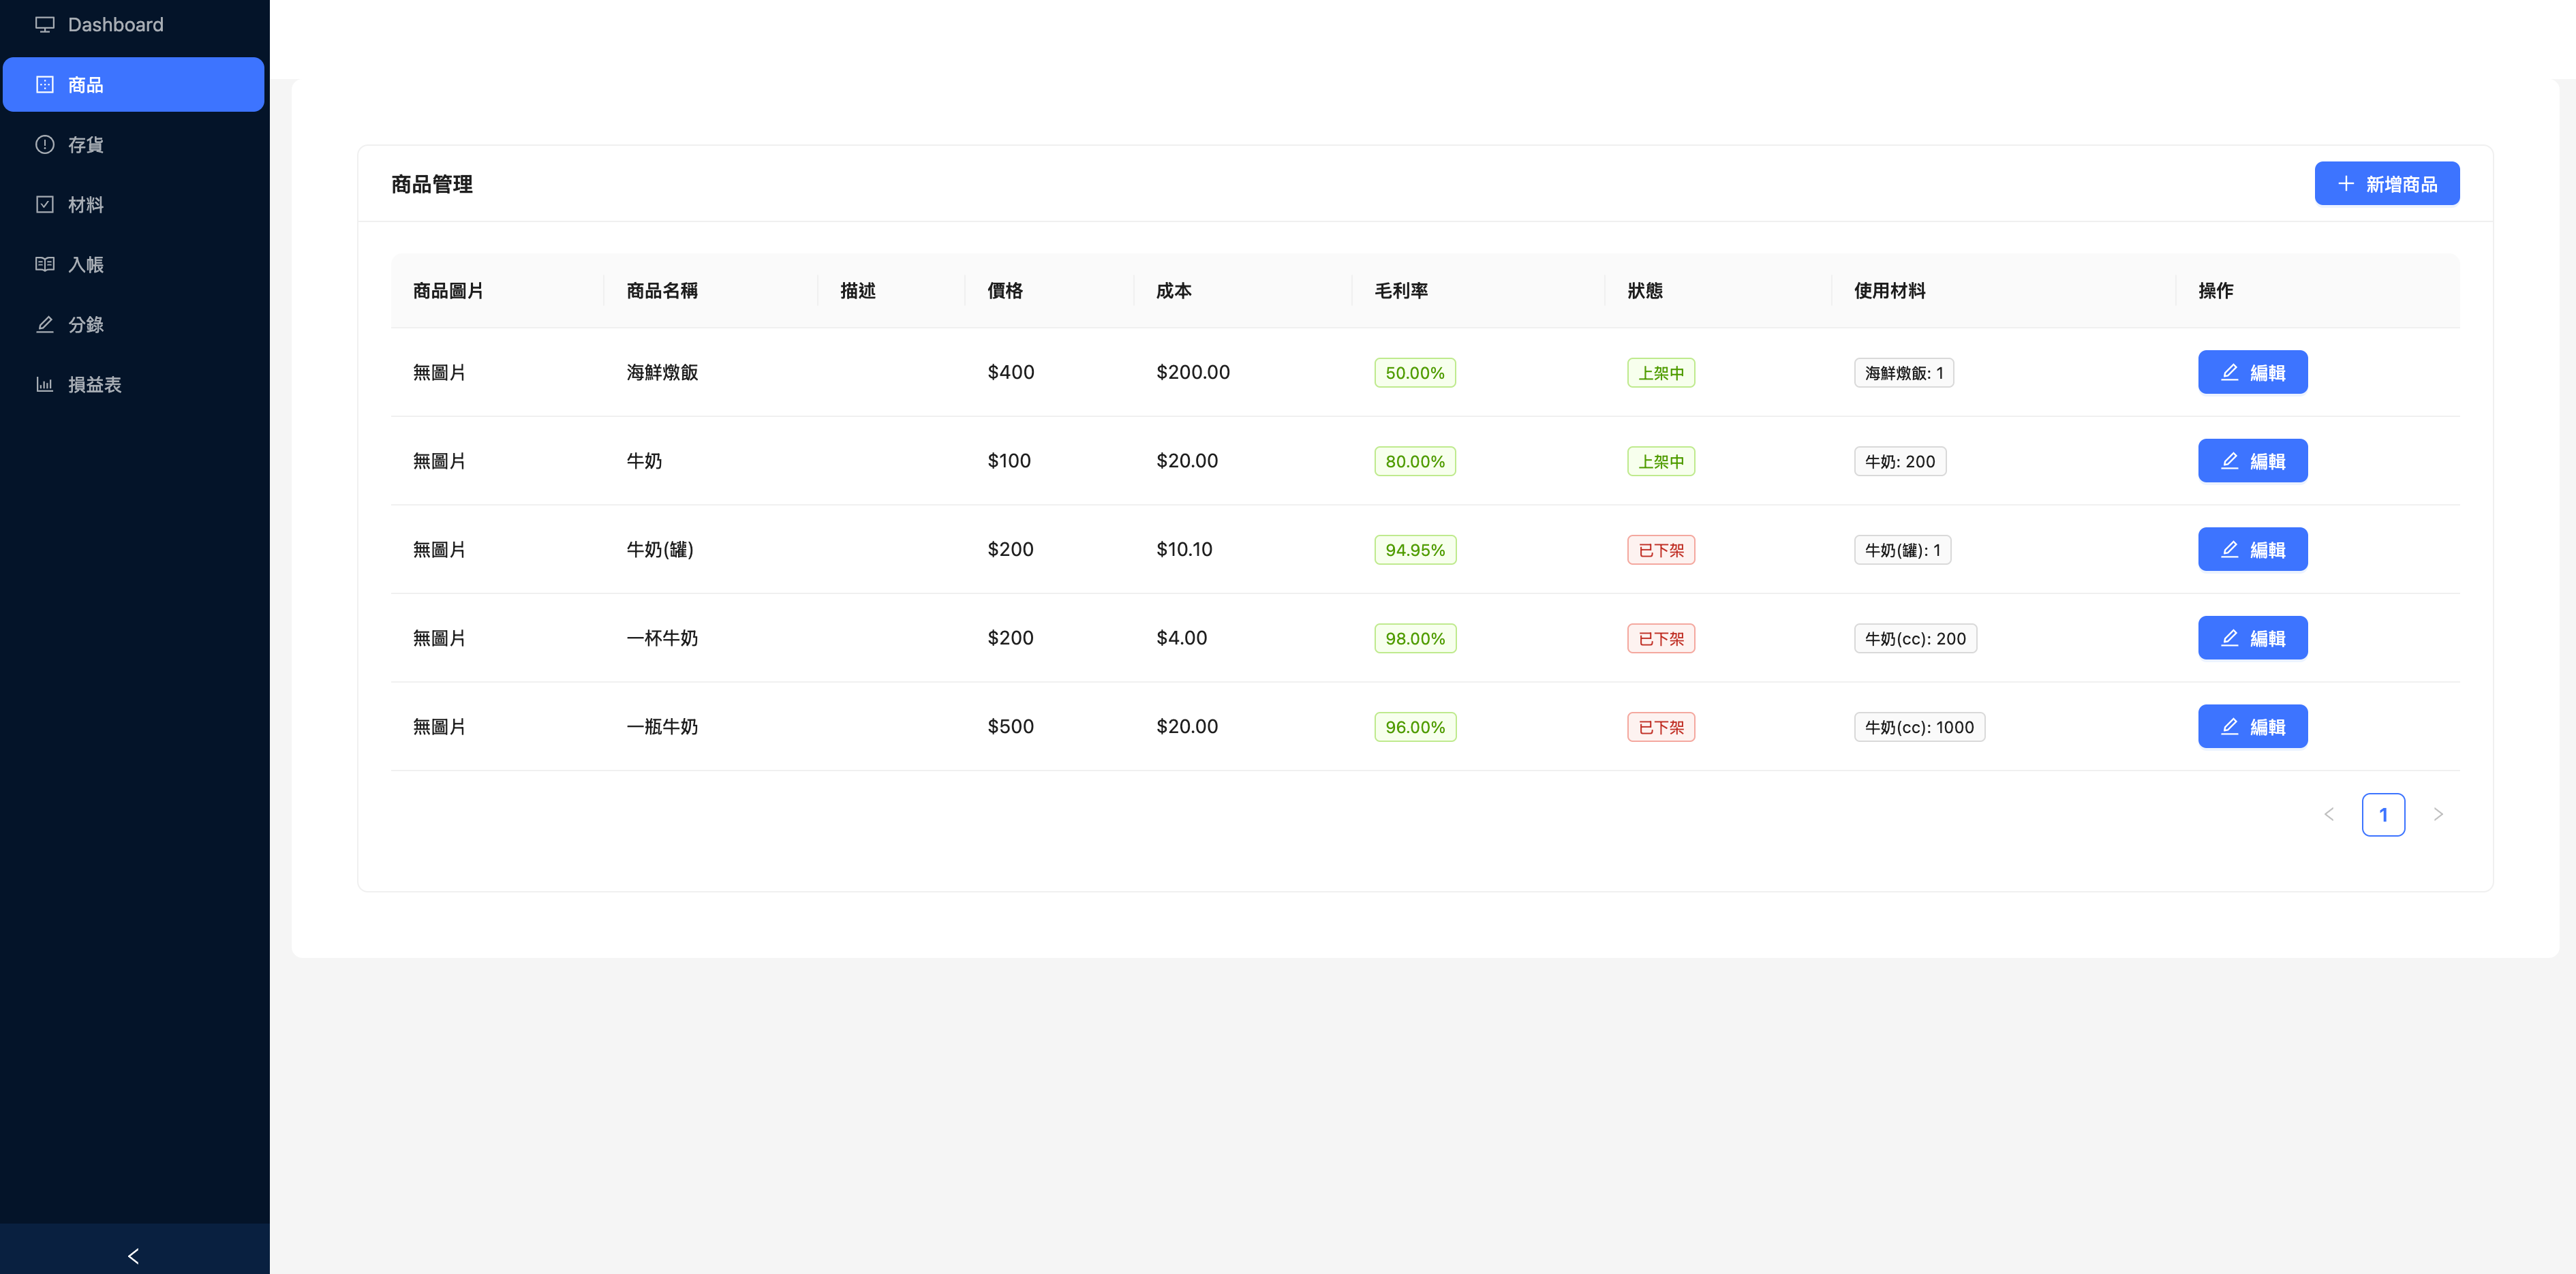 Dashboard
商品
存貨
材料
入帳
分錄
損益表
商品管理
新增商品
商品圖片 商品名稱 描述 價格 成本 毛利率 狀態 使用材料 操作
無圖片 海鮮燉飯 $400 $200.00 50.00% 上架中 海鮮燉飯: 1 編輯
無圖片 牛奶 $100 $20.00 80.00% 上架中 牛奶: 200 編輯
無圖片 牛奶(罐) $200 $10.10 94.95% 已下架 牛奶(罐): 1 編輯
無圖片 一杯牛奶 $200 $4.00 98.00% 已下架 牛奶(cc): 200 編輯
無圖片 一瓶牛奶 $500 $20.00 96.00% 已下架 牛奶(cc): 1000 編輯
1